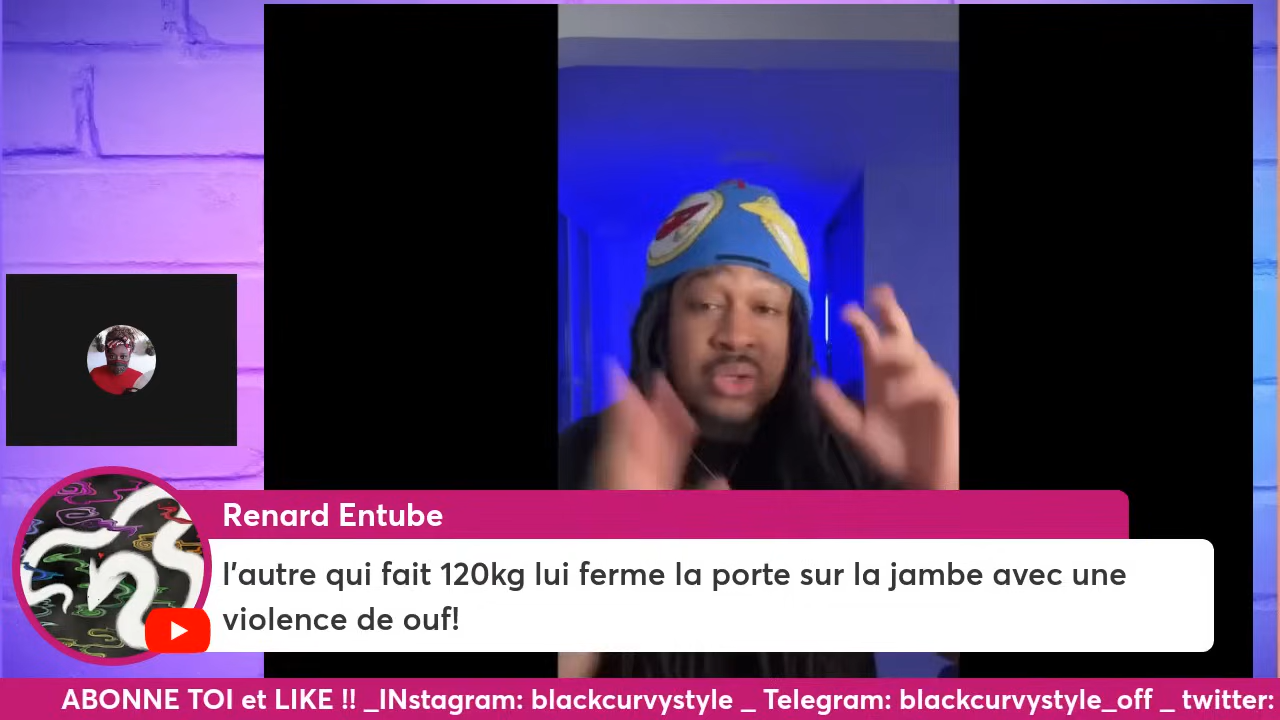 Renard Entube
l'autre qui fait 120kg lui ferme la porte sur la jambe avec une
violence de ouf!
ABONNE TOI et LIKE !! _INstagram: blackcurvystyle _ Telegram: blackcurvystyle_off _ twitter: